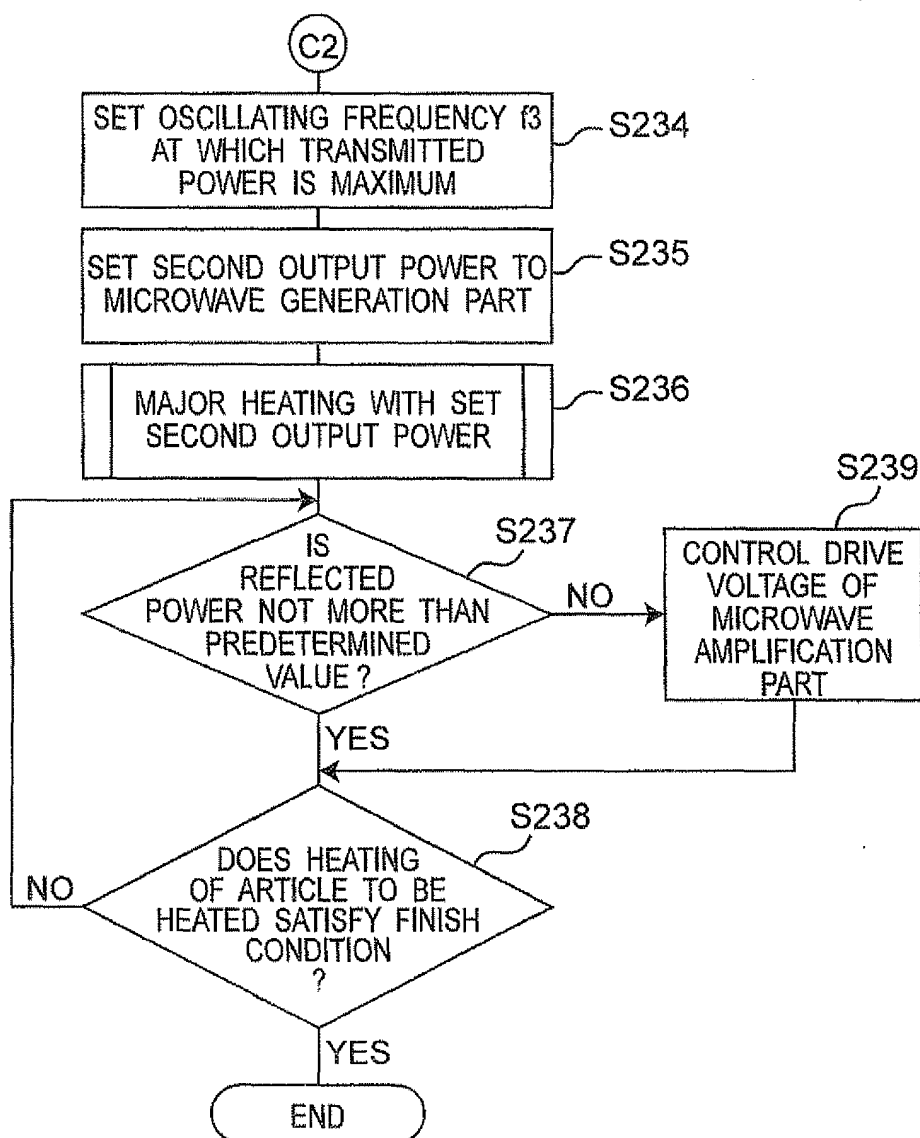 C2
SET OSCILLATING FREQUENCY f3
AT WHICH TRANSMITTED
POWER IS MAXIMUM
S234
SET SECOND OUTPUT POWER TO
MICROWAVE GENERATION PART
S235
MAJOR HEATING WITH SET
SECOND OUTPUT POWER
S236
IS
REFLECTED
POWER NOT MORE THAN
PREDETERMINED
VALUE?
S237
NO
YES
S239
CONTROL DRIVE
VOLTAGE OF
MICROWAVE
AMPLIFICATION
PART
DOES HEATING
OF ARTICLE TO BE
HEATED SATISFY FINISH
CONDITION
?
S238
NO
YES
END